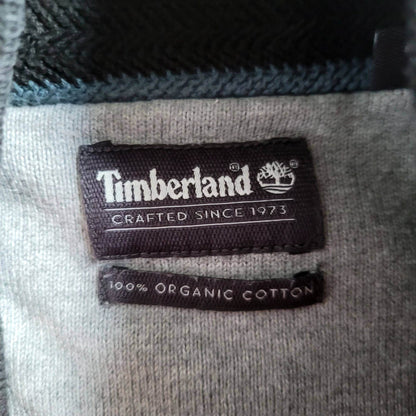 Timberland®
CRAFTED SINCE 1973
100% ORGANIC COTTON